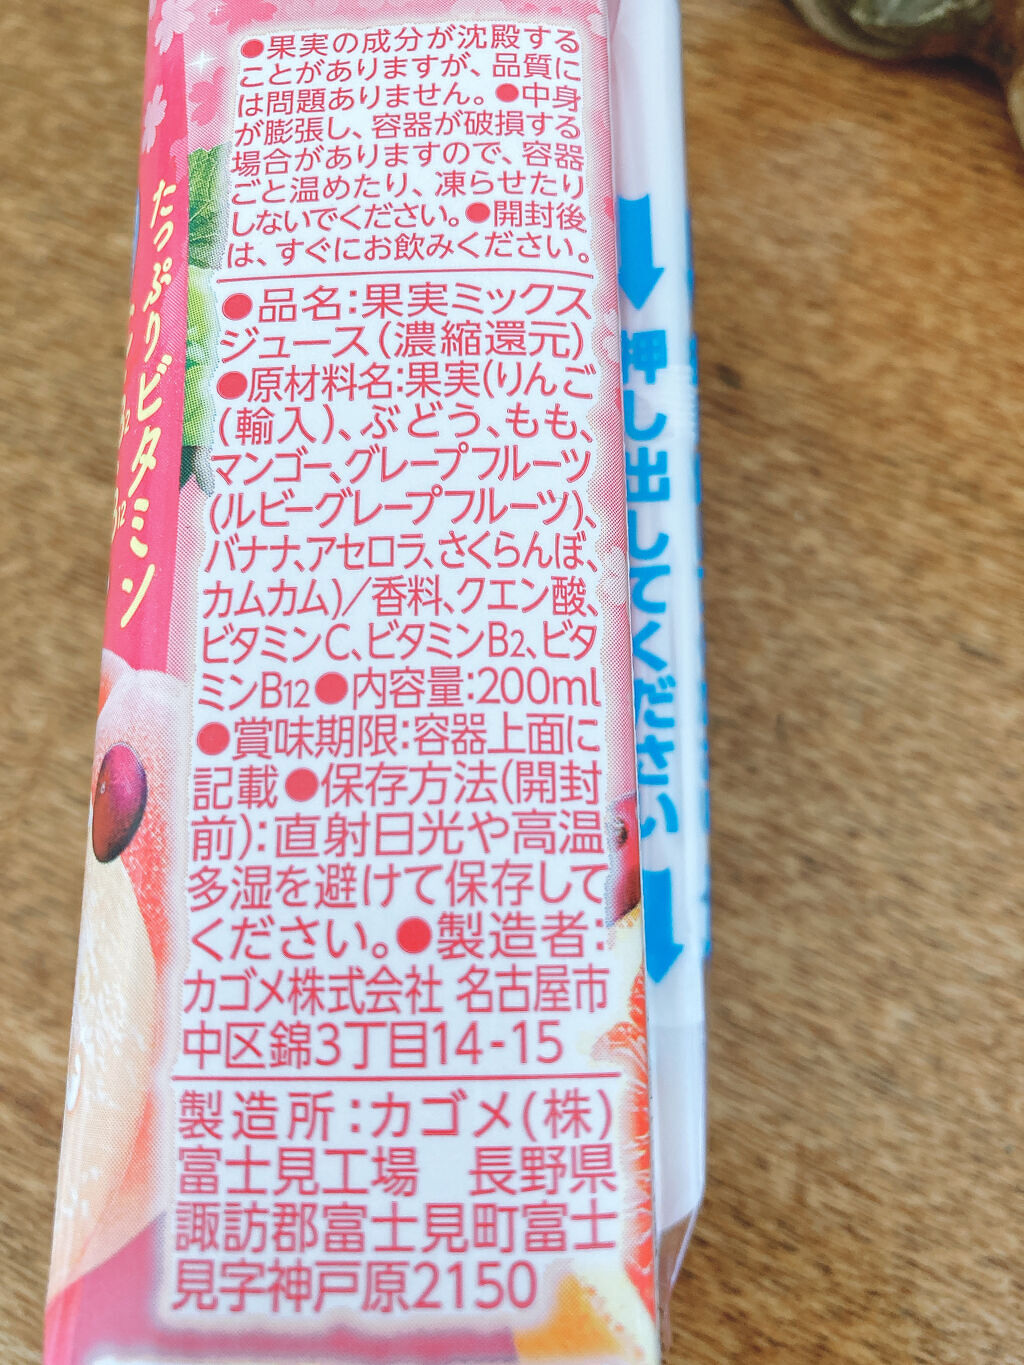 ●果実の成分が沈殿する
ことがありますが、品質に
は問題ありません。●中身
が膨張し、容器が破損する
場合がありますので、容器
ごと温めたり、凍らせたり
しないでください。●開封後
は、すぐにお飲みください。
●品名:果実ミックス
ジュース(濃縮還元)
●原材料名:果実(りんご
(輸入)、ぶどう、もも、
マンゴー、グレープフルーツ
(ルビーグレープフルーツ)、
バナナ、アセロラ、さくらんぼ、
カムカム)/香料、クエン酸、
ビタミンC、ビタミンB2、ビタ
ミンB12●内容量:200ml
●賞味期限:容器上面に
記載●保存方法(開封
前):直射日光や高温
多湿を避けて保存して
ください。●製造者:
カゴメ株式会社 名古屋市
中区錦3丁目14-15
製造所:カゴメ(株)
富士見工場 長野県
諏訪郡富士見町富士
見字神戸原2150
たっぷりビタミン
押し出してください